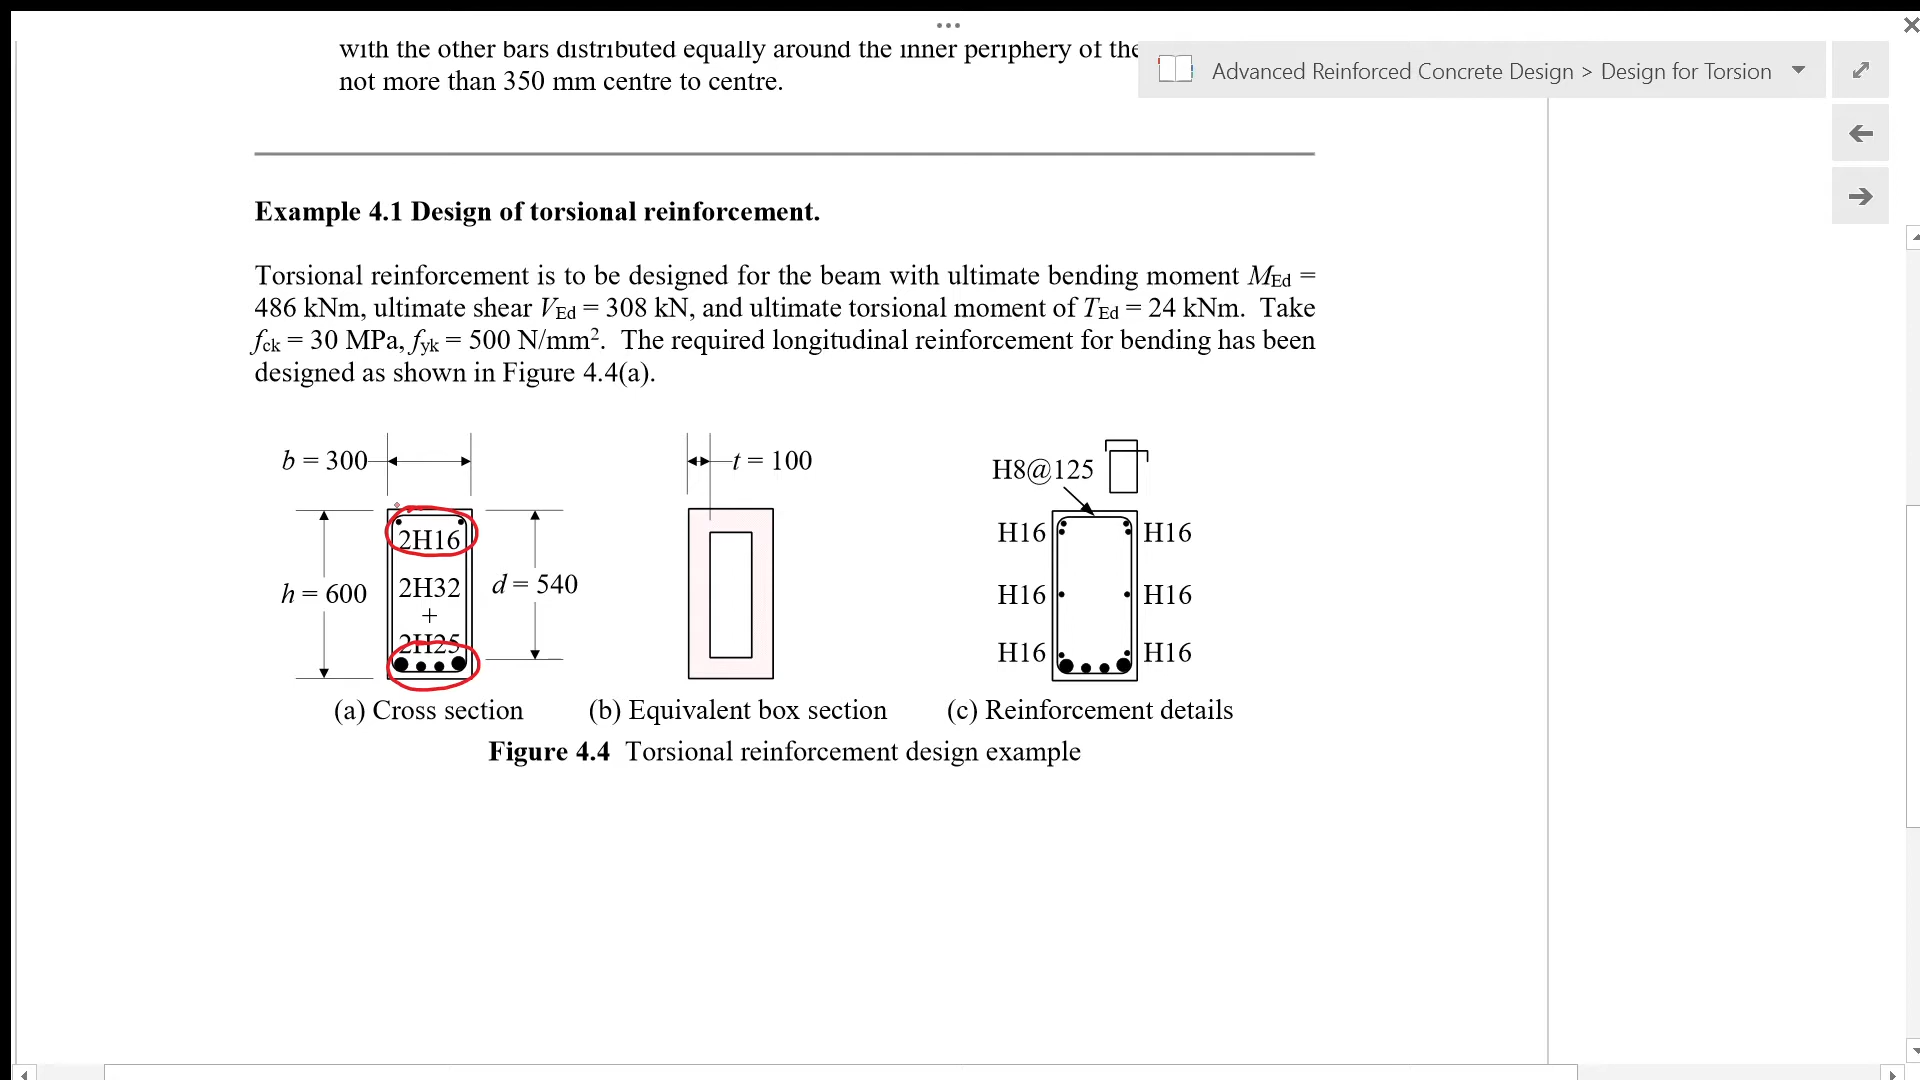 with the other bars distributed equally around the inner periphery of the
not more than 350 mm centre to centre.
Advanced Reinforced Concrete Design > Design for Torsion
Example 4.1 Design of torsional reinforcement.
Torsional reinforcement is to be designed for the beam with ultimate bending moment MEd =
486 kNm, ultimate shear VEd = 308 kN, and ultimate torsional moment of TEd = 24 kNm. Take
fck = 30 MPa, fyk = 500 N/mm². The required longitudinal reinforcement for bending has been
designed as shown in Figure 4.4(a).
b = 300
h = 600
2H16
2H32
+
2H25
d = 540
(a) Cross section
t = 100
(b) Equivalent box section
H8@125
H16 H16
H16 H16
H16 H16
(c) Reinforcement details
Figure 4.4 Torsional reinforcement design example